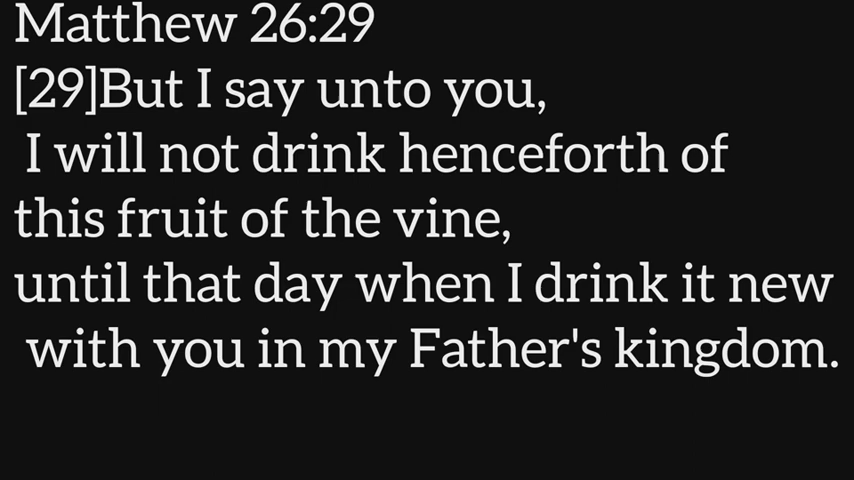 Matthew 26:29
[29]But I say unto you,
I will not drink henceforth of
this fruit of the vine,
until that day when I drink it new
with you in my Father's kingdom.